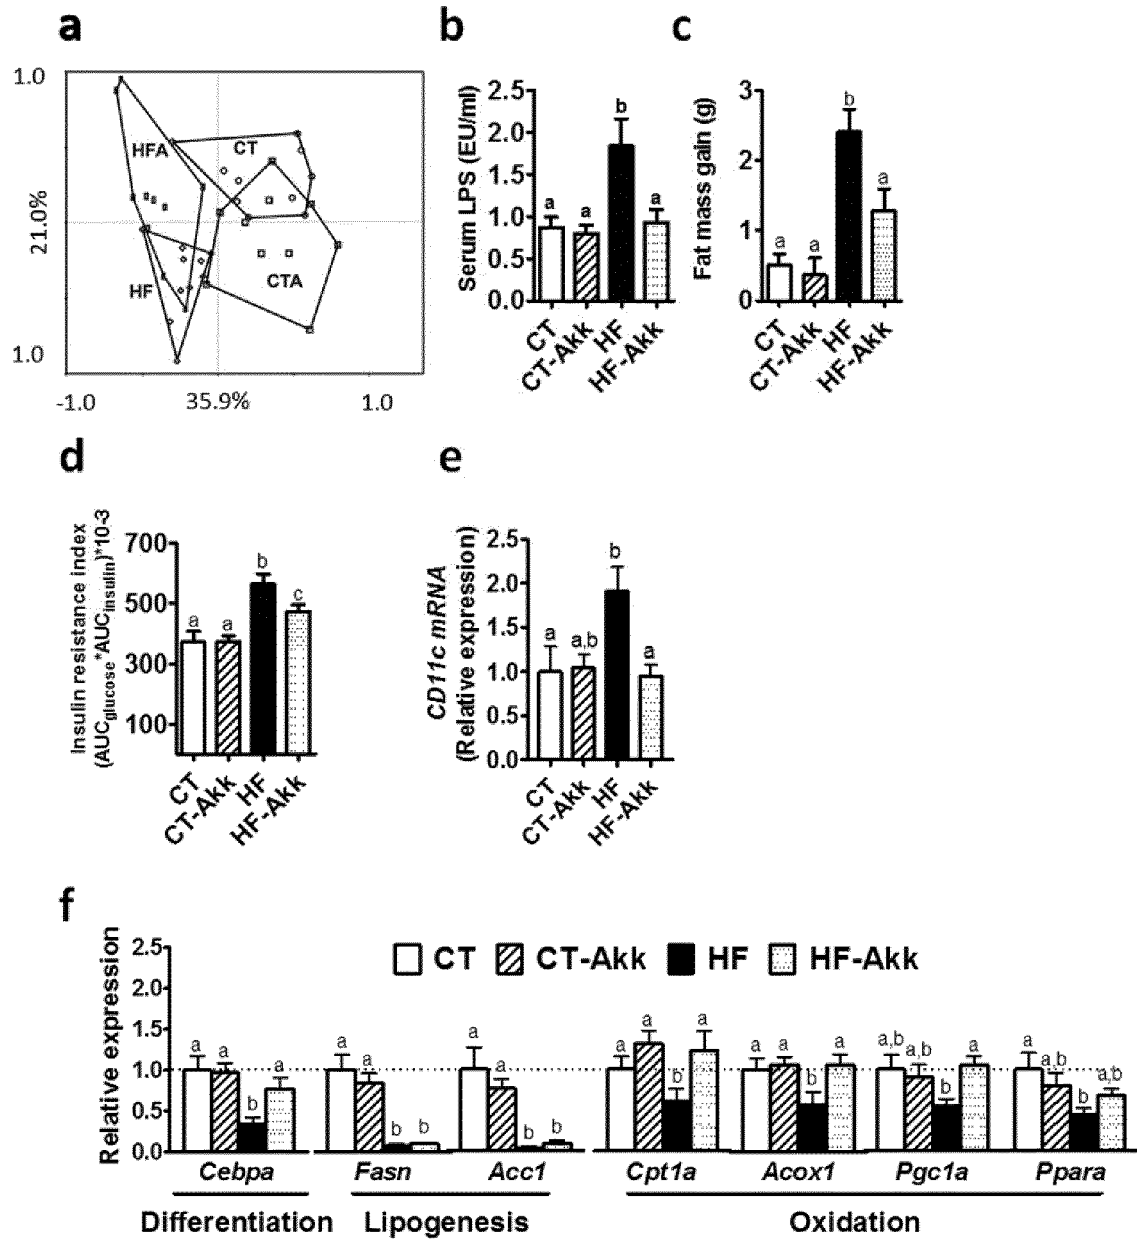 a
1.0
HFA
CT
21.0%
HF
CTA
1.0
-1.0
35.9%
1.0
b
Serum LPS (EU/ml)
2.5
2.0
1.5
1.0
0.5
0.0
a
a
b
a
CT
CT-Akk
HF
HF-Akk
c
Fat mass gain (g)
3
2
1
0
a
a
b
a
CT
CT-Akk
HF
HF-Akk
d
Insulin resistance index
(AUCglucose*AUCinsulin)*10-3
700
500
300
100
a
a
b
c
CT
CT-Akk
HF
HF-Akk
e
CD11c mRNA
(Relative expression)
2.5
2.0
1.5
1.0
0.5
0.0
a
a,b
b
a
CT
CT-Akk
HF
HF-Akk
f
Relative expression
2.5
2.0
1.5
1.0
0.5
0.0
CT CT-Akk HF HF-Akk
a a b a
a a b b
a a b b
a a b a
a a b a
a,b a,b b a
a a,b b a,b
Cebpa Fasn Acc1 Cpt1a Acox1 Pgc1a Ppara
Differentiation Lipogenesis Oxidation